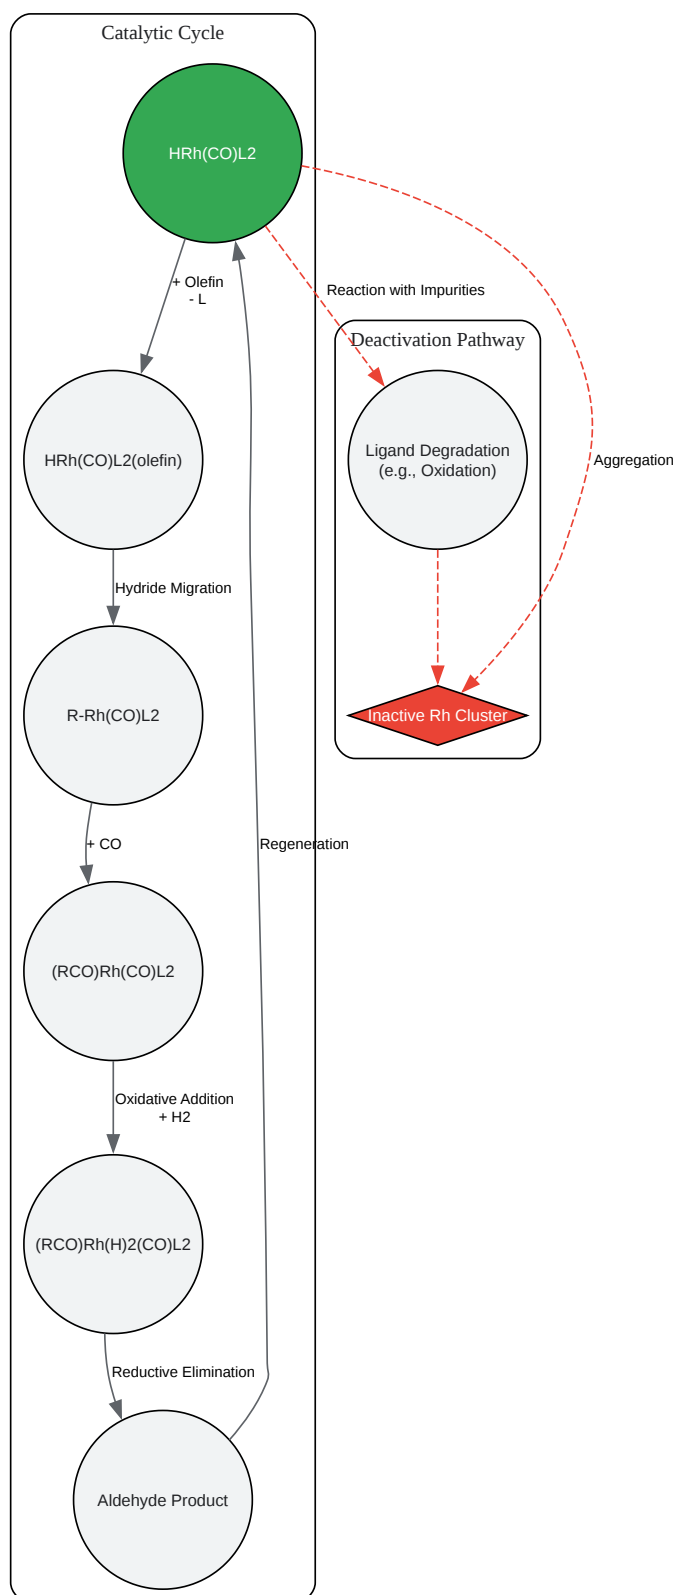 Catalytic Cycle
HRh(CO)L2
+ Olefin
- L
Reaction with Impurities
Deactivation Pathway
HRh(CO)L2(olefin)
Ligand Degradation
(e.g., Oxidation)
Aggregation
Hydride Migration
R-Rh(CO)L2
Inactive Rh Cluster
+ CO
Regeneration
(RCO)Rh(CO)L2
Oxidative Addition
+ H2
(RCO)Rh(H)2(CO)L2
Reductive Elimination
Aldehyde Product